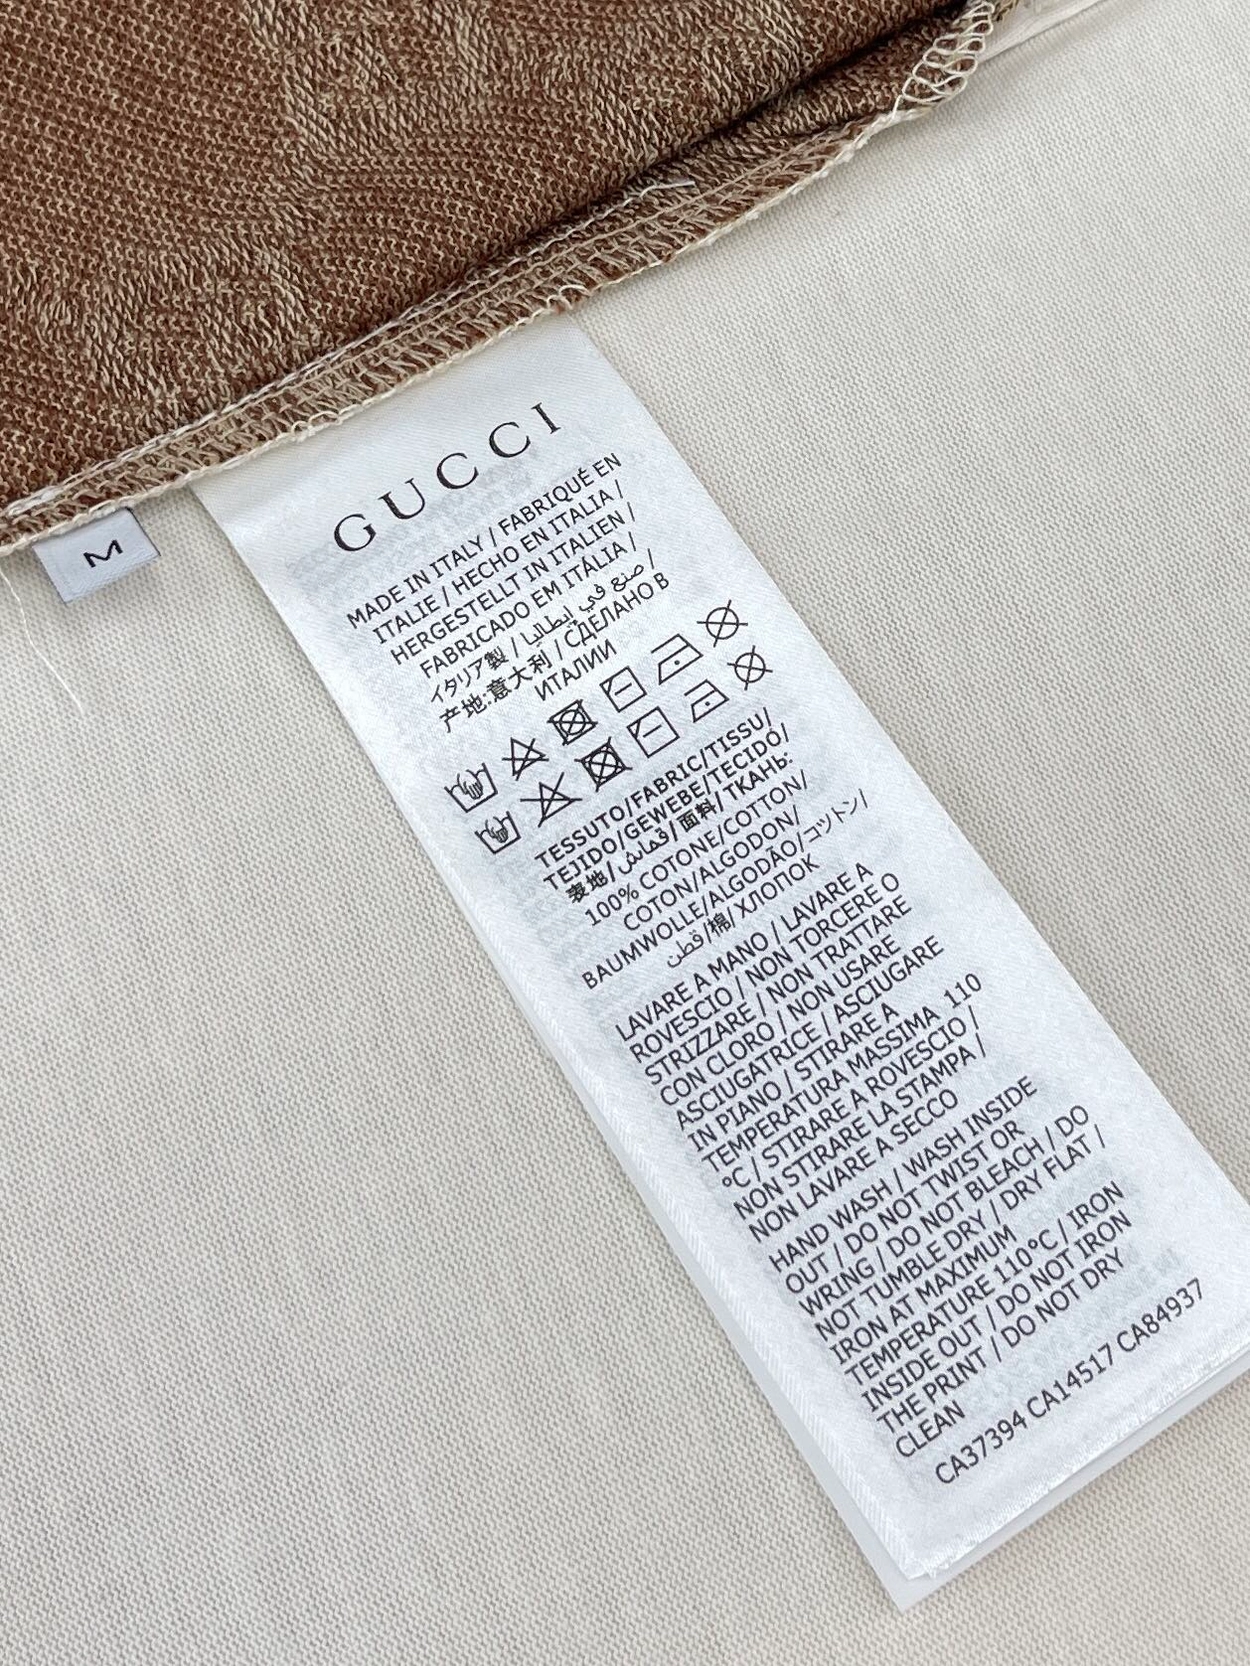 M
GUCCI
MADE IN ITALY / FABRIQUÉ EN
ITALIE / HECHO EN ITALIA /
HERGESTELLT IN ITALIEN /
FABRICADO EM ITÁLIA /
イタリア製 / صنع في إيطاليا /
产地:意大利 / СДЕЛАНО В
ИТАЛИИ
TESSUTO/FABRIC/TISSU/
TEJIDO/GEWEBE/TECIDO/
表地/قماش/面料/ТКАНЬ:
100% COTONE/COTTON/
COTON/ALGODON/
BAUMWOLLE/ALGODÃO/コットン/
قطن/棉/ХЛОПОК
LAVARE A MANO / LAVARE A
ROVESCIO / NON TORCERE O
STRIZZARE / NON TRATTARE
CON CLORO / NON USARE
ASCIUGATRICE / ASCIUGARE
IN PIANO / STIRARE A
TEMPERATURA MASSIMA 110
°C / STIRARE A ROVESCIO /
NON STIRARE LA STAMPA /
NON LAVARE A SECCO
HAND WASH / WASH INSIDE
OUT / DO NOT TWIST OR
WRING / DO NOT BLEACH / DO
NOT TUMBLE DRY / DRY FLAT /
IRON AT MAXIMUM
TEMPERATURE 110°C / IRON
INSIDE OUT / DO NOT IRON
THE PRINT / DO NOT DRY
CLEAN
CA37394 CA14517 CA84937